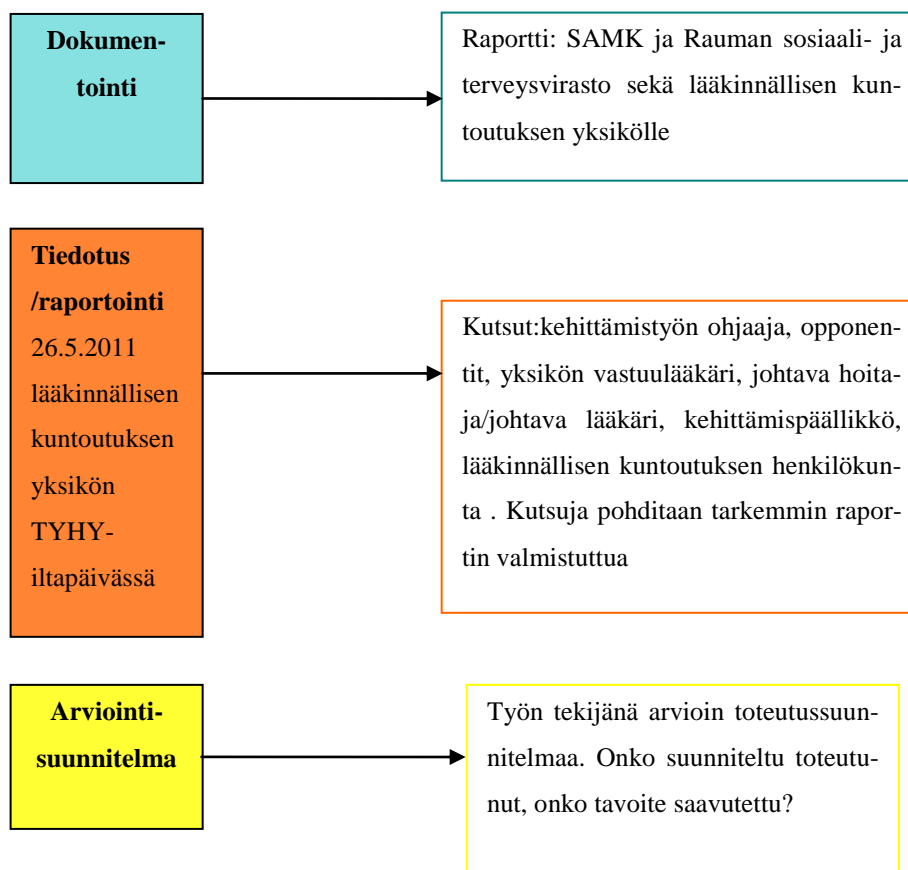 Dokumen-
tointi
Raportti: SAMK ja Rauman sosiaali- ja
terveysvirasto sekä lääkinnällisen kun-
toutuksen yksikölle
Tiedotus
/raportointi
26.5.2011
lääkinnällisen
kuntoutuksen
yksikön
TYHY-
iltapäivässä
Kutsut:kehittämistyön ohjaaja, opponen-
tit, yksikön vastuulääkäri, johtava hoita-
ja/johtava lääkäri, kehittämispäällikkö,
lääkinnällisen kuntoutuksen henkilökun-
ta . Kutsuja pohditaan tarkemmin rapor-
tin valmistuttua
Arviointi-
suunnitelma
Työn tekijänä arvioin toteutussuun-
nitelmaa. Onko suunniteltu toteutu-
nut, onko tavoite saavutettu?